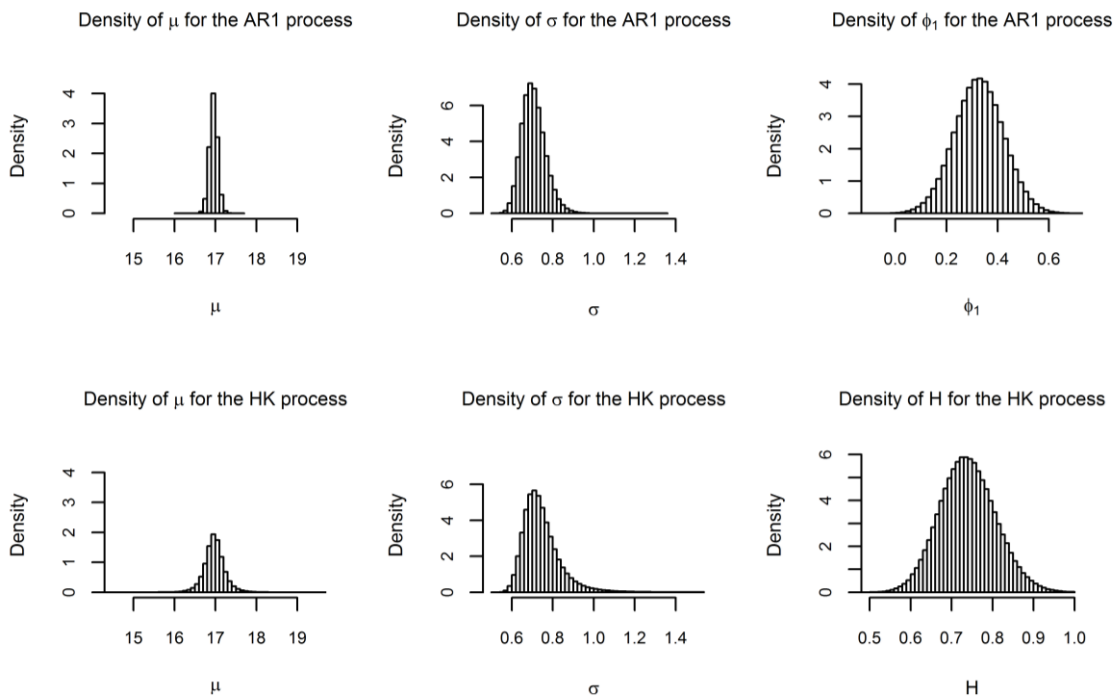 Density of μ for the AR1 process
Density
0 1 2 3 4
15 16 17 18 19
μ
Density of σ for the AR1 process
Density
0 2 4 6
0.6 0.8 1.0 1.2 1.4
σ
Density of ϕ₁ for the AR1 process
Density
0 1 2 3 4
0.0 0.2 0.4 0.6
ϕ₁
Density of μ for the HK process
Density
0 1 2 3 4
15 16 17 18 19
μ
Density of σ for the HK process
Density
0 2 4 6
0.6 0.8 1.0 1.2 1.4
σ
Density of H for the HK process
Density
0 2 4 6
0.5 0.6 0.7 0.8 0.9 1.0
H